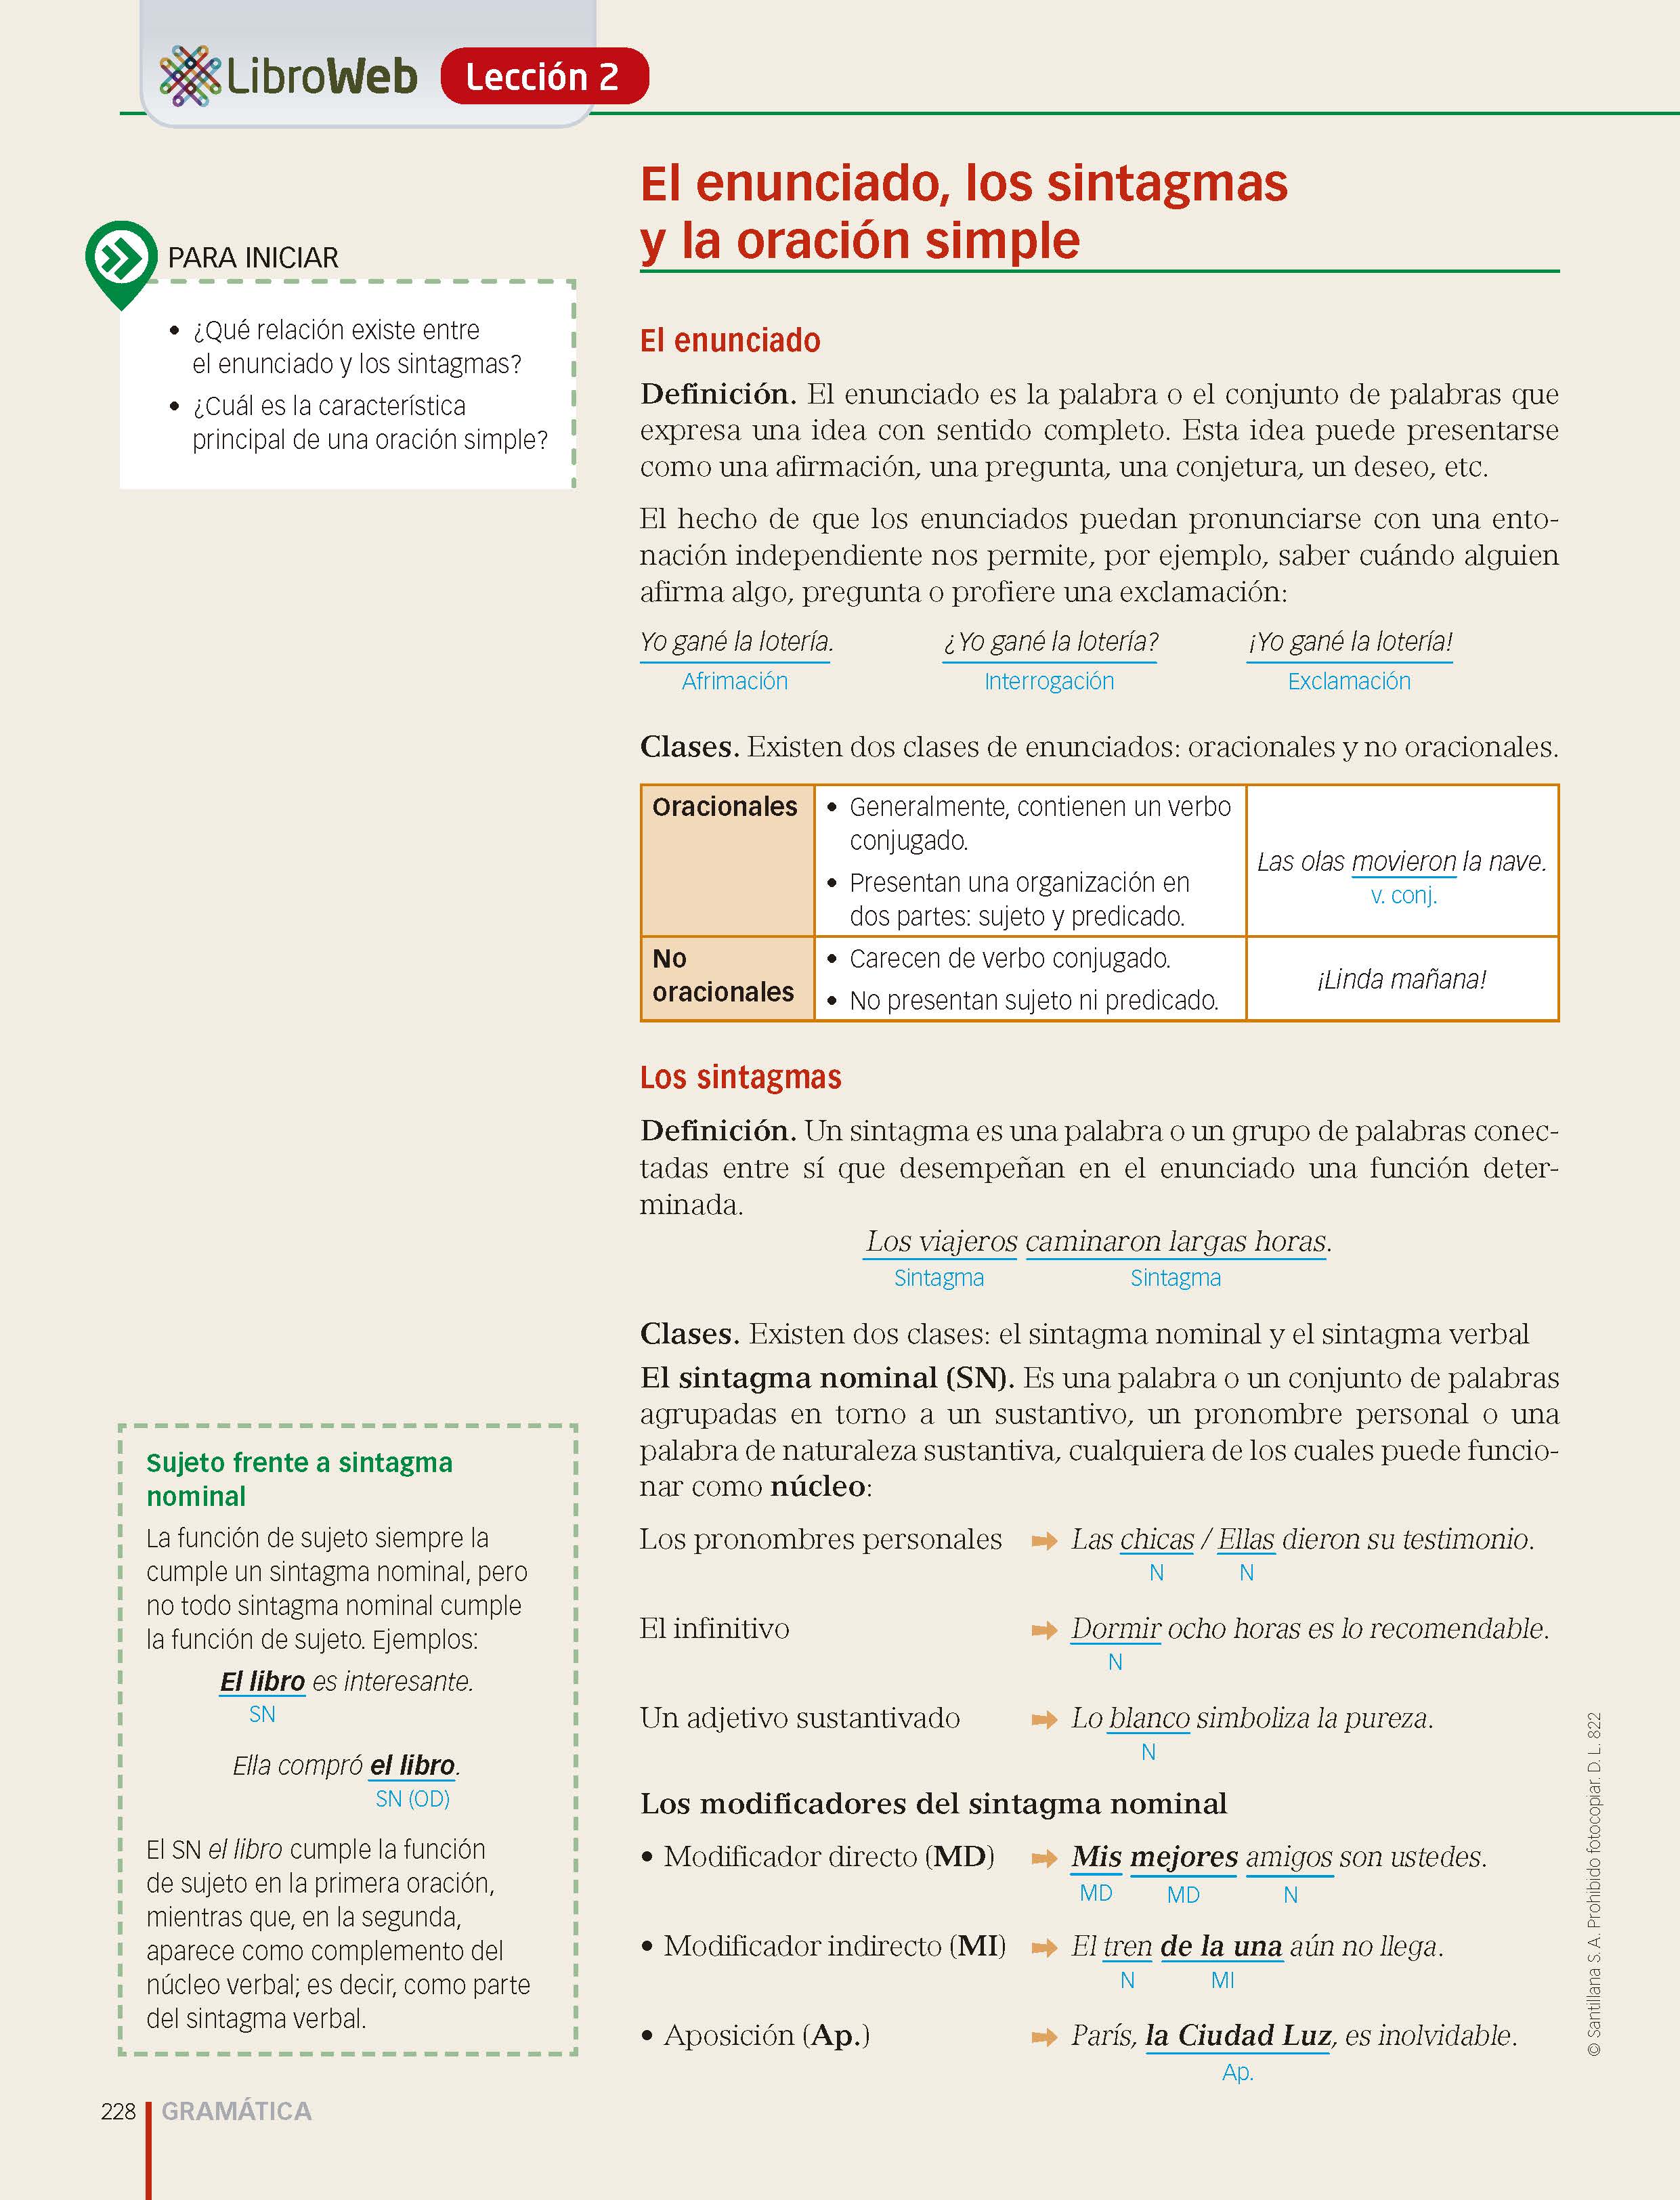 LibroWeb Lección 2
El enunciado, los sintagmas
y la oración simple
PARA INICIAR
• ¿Qué relación existe entre
el enunciado y los sintagmas?
• ¿Cuál es la característica
principal de una oración simple?
El enunciado
Definición. El enunciado es la palabra o el conjunto de palabras que
expresa una idea con sentido completo. Esta idea puede presentarse
como una afirmación, una pregunta, una conjetura, un deseo, etc.
El hecho de que los enunciados puedan pronunciarse con una ento-
nación independiente nos permite, por ejemplo, saber cuándo alguien
afirma algo, pregunta o profiere una exclamación:
Yo gané la lotería. ¿Yo gané la lotería? ¡Yo gané la lotería!
Afrimación Interrogación Exclamación
Clases. Existen dos clases de enunciados: oracionales y no oracionales.
Oracionales
• Generalmente, contienen un verbo
conjugado.
• Presentan una organización en
dos partes: sujeto y predicado.
Las olas movieron la nave.
v. conj.
No
oracionales
• Carecen de verbo conjugado.
• No presentan sujeto ni predicado.
¡Linda mañana!
Los sintagmas
Definición. Un sintagma es una palabra o un grupo de palabras conec-
tadas entre sí que desempeñan en el enunciado una función deter-
minada.
Los viajeros caminaron largas horas.
Sintagma Sintagma
Clases. Existen dos clases: el sintagma nominal y el sintagma verbal
El sintagma nominal (SN). Es una palabra o un conjunto de palabras
agrupadas en torno a un sustantivo, un pronombre personal o una
palabra de naturaleza sustantiva, cualquiera de los cuales puede funcio-
nar como núcleo:
Los pronombres personales Las chicas / Ellas dieron su testimonio.
N N
El infinitivo Dormir ocho horas es lo recomendable.
N
Un adjetivo sustantivado Lo blanco simboliza la pureza.
N
Los modificadores del sintagma nominal
• Modificador directo (MD) Mis mejores amigos son ustedes.
MD MD N
• Modificador indirecto (MI) El tren de la una aún no llega.
N MI
• Aposición (Ap.) París, la Ciudad Luz, es inolvidable.
Ap.
Sujeto frente a sintagma
nominal
La función de sujeto siempre la
cumple un sintagma nominal, pero
no todo sintagma nominal cumple
la función de sujeto. Ejemplos:
El libro es interesante.
SN
Ella compró el libro.
SN (OD)
El SN el libro cumple la función
de sujeto en la primera oración,
mientras que, en la segunda,
aparece como complemento del
núcleo verbal; es decir, como parte
del sintagma verbal.
© Santillana S. A. Prohibido fotocopiar. D. L. 822
228 GRAMÁTICA